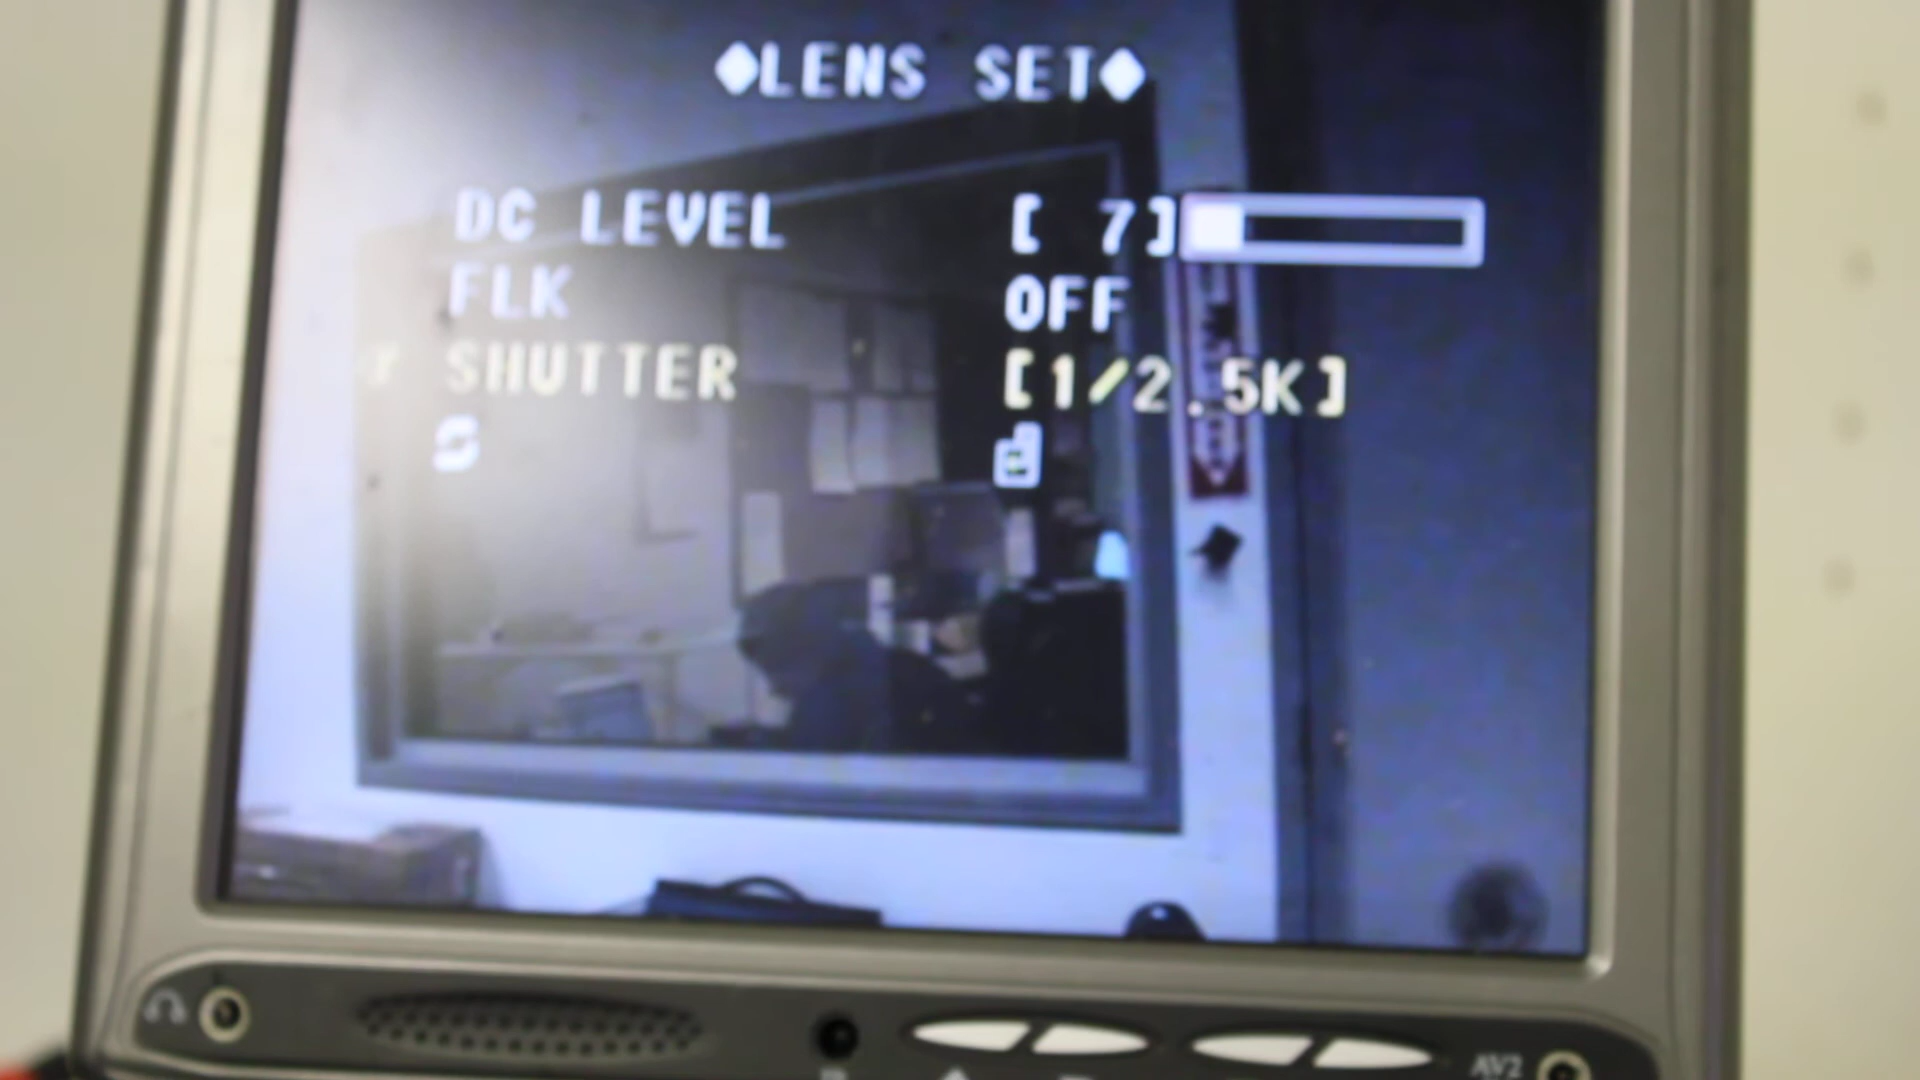 ◆LENS SET◆
DC LEVEL [ 7]
FLK OFF
SHUTTER [1/2.5K]
AV2